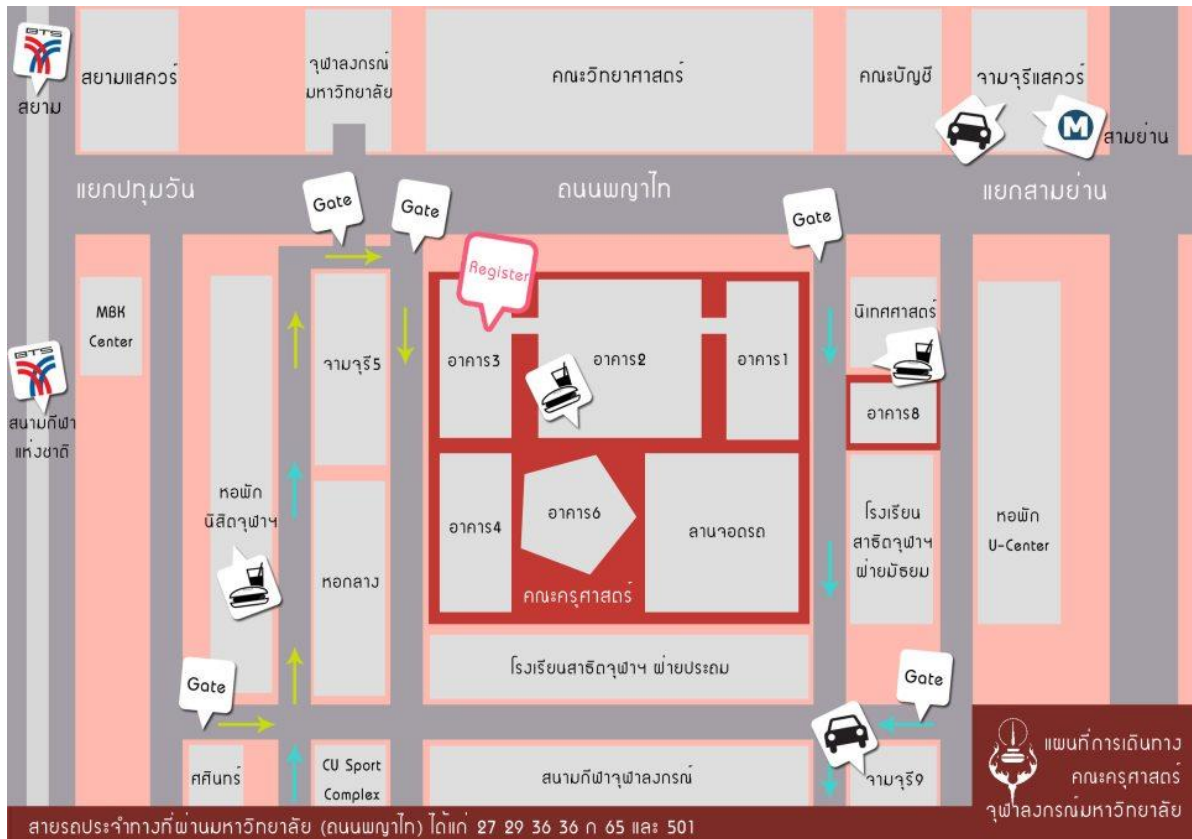 BTS
สยาม
สยามแสควร์
จุฬาลงกรณ์
มหาวิทยาลัย
คณะวิทยาศาสตร์
คณะบัญชี
จามจุรีแสควร์
M
สามย่าน
แยกปทุมวัน
ถนนพญาไท
แยกสามย่าน
Gate
Gate
Gate
Register
MBK
Center
จามจุรี5
อาคาร3
อาคาร2
อาคาร1
นิเทศศาสตร์
อาคาร8
BTS
สนามกีฬา
แห่งชาติ
หอพัก
นิสิตจุฬาฯ
หอกลาง
อาคาร4
อาคาร6
ลานจอดรถ
คณะครุศาสตร์
โรงเรียน
สาธิตจุฬาฯ
ฝ่ายมัธยม
หอพัก
U-Center
โรงเรียนสาธิตจุฬาฯ ฝ่ายประถม
Gate
Gate
ศศินทร์
CU Sport
Complex
สนามกีฬาจุฬาลงกรณ์
จามจุรี9
แผนที่การเดินทาง
คณะครุศาสตร์
จุฬาลงกรณ์มหาวิทยาลัย
สายรถประจำทางที่ผ่านมหาวิทยาลัย (ถนนพญาไท) ได้แก่ 27 29 36 36 ก 65 และ 501